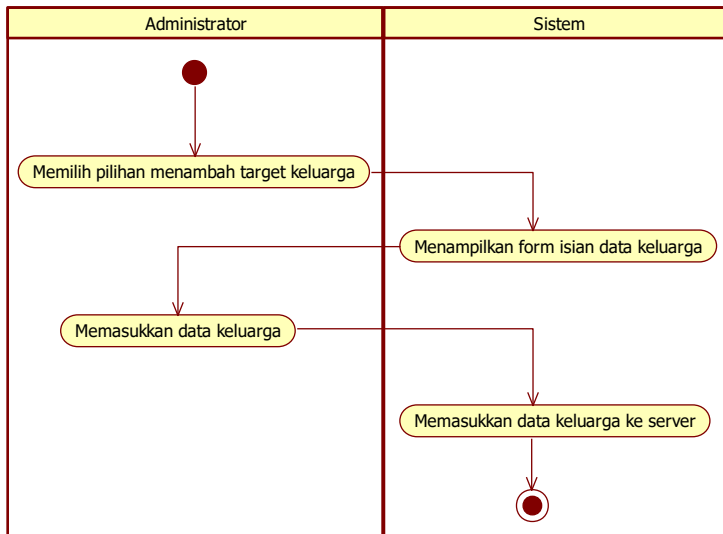 Administrator
Sistem
Memilih pilihan menambah target keluarga
Menampilkan form isian data keluarga
Memasukkan data keluarga
Memasukkan data keluarga ke server